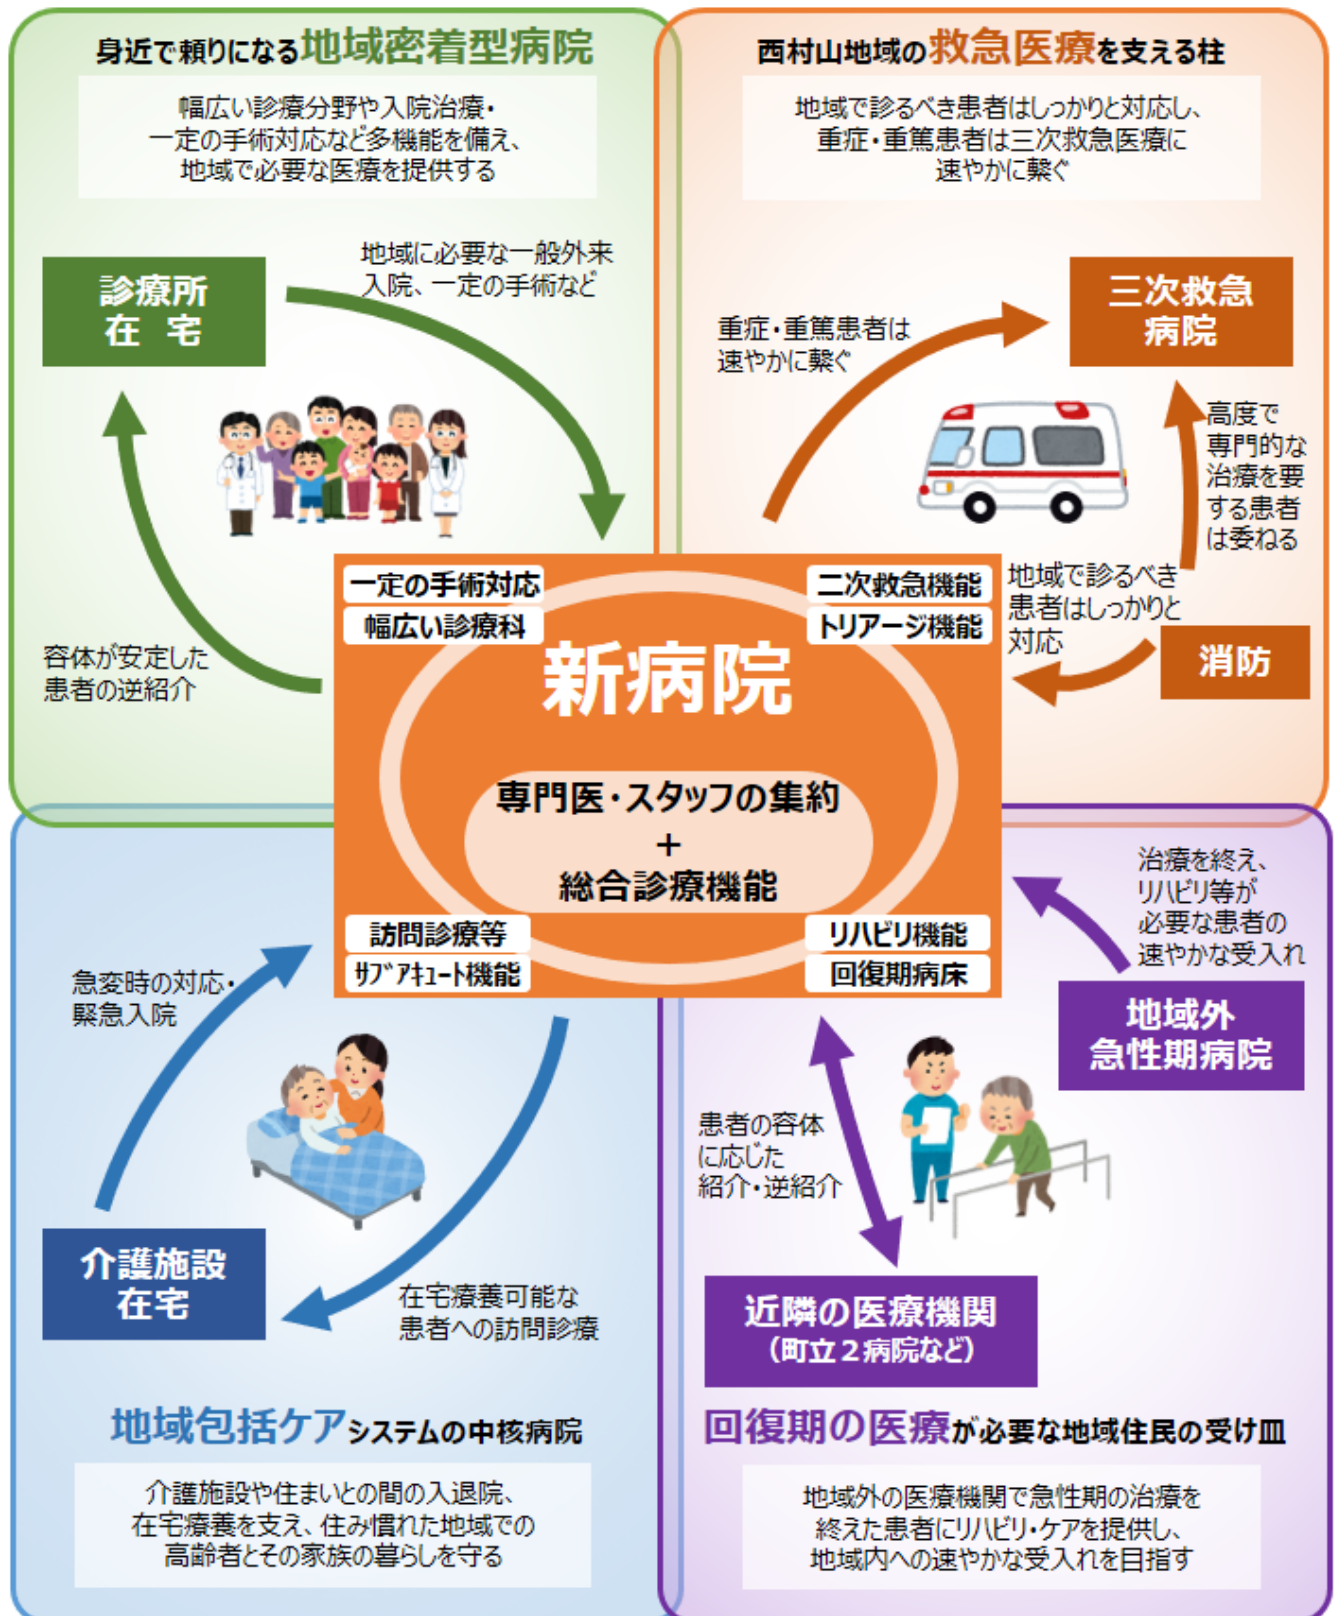 身近で頼りになる地域密着型病院
幅広い診療分野や入院治療・
一定の手術対応など多機能を備え、
地域で必要な医療を提供する
診療所
在　宅
地域に必要な一般外来
入院、一定の手術など
容体が安定した
患者の逆紹介
西村山地域の救急医療を支える柱
地域で診るべき患者はしっかりと対応し、
重症・重篤患者は三次救急医療に
速やかに繋ぐ
重症・重篤患者は
速やかに繋ぐ
三次救急
病院
高度で
専門的な
治療を要
する患者
は委ねる
地域で診るべき
患者はしっかりと
対応
消防
一定の手術対応
幅広い診療科
二次救急機能
トリアージ機能
新病院
専門医・スタッフの集約
＋
総合診療機能
訪問診療等
ｻﾌﾞｱｷｭｰﾄ機能
リハビリ機能
回復期病床
急変時の対応・
緊急入院
介護施設
在宅
在宅療養可能な
患者への訪問診療
地域包括ケアシステムの中核病院
介護施設や住まいとの間の入退院、
在宅療養を支え、住み慣れた地域での
高齢者とその家族の暮らしを守る
治療を終え、
リハビリ等が
必要な患者の
速やかな受入れ
地域外
急性期病院
患者の容体
に応じた
紹介・逆紹介
近隣の医療機関
（町立２病院など）
回復期の医療が必要な地域住民の受け皿
地域外の医療機関で急性期の治療を
終えた患者にリハビリ・ケアを提供し、
地域内への速やかな受入れを目指す